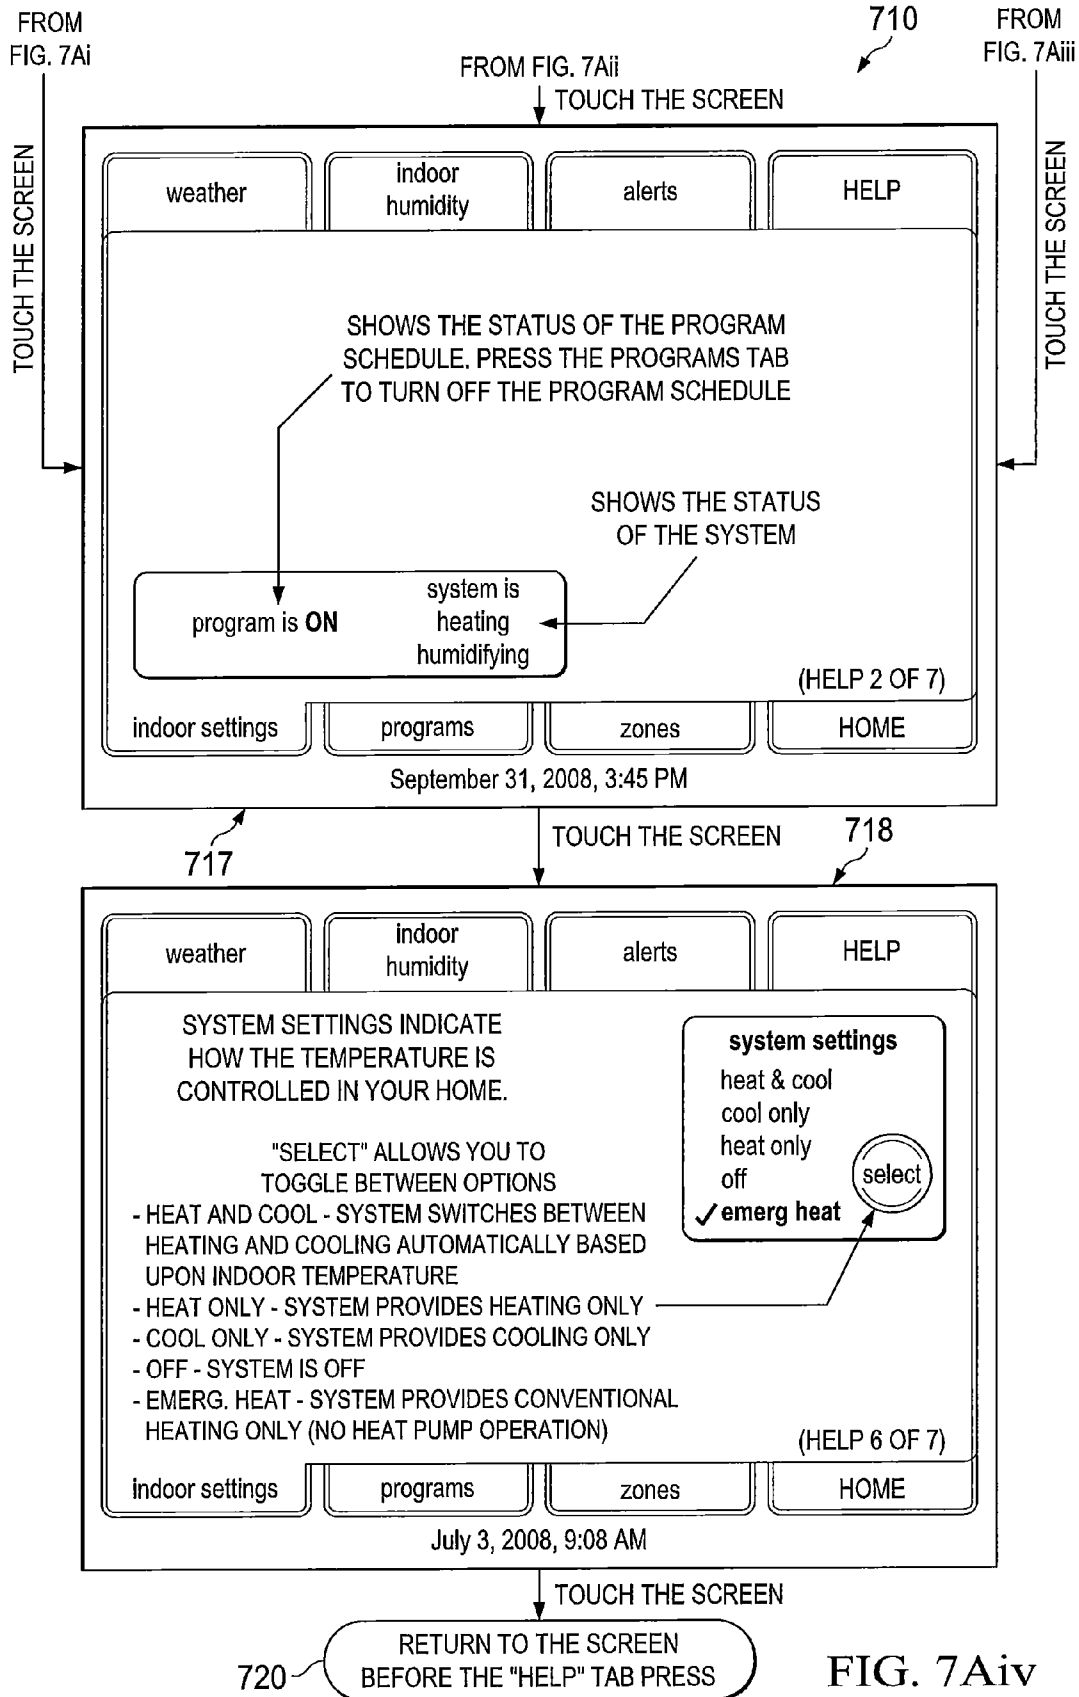 FROM
FIG. 7Ai
710
FROM
FIG. 7Aiii
FROM FIG. 7Aii
TOUCH THE SCREEN
TOUCH THE SCREEN
TOUCH THE SCREEN
weather
indoor
humidity
alerts
HELP
SHOWS THE STATUS OF THE PROGRAM
SCHEDULE. PRESS THE PROGRAMS TAB
TO TURN OFF THE PROGRAM SCHEDULE
SHOWS THE STATUS
OF THE SYSTEM
program is ON
system is
heating
humidifying
(HELP 2 OF 7)
indoor settings
programs
zones
HOME
September 31, 2008, 3:45 PM
717
TOUCH THE SCREEN
718
weather
indoor
humidity
alerts
HELP
SYSTEM SETTINGS INDICATE
HOW THE TEMPERATURE IS
CONTROLLED IN YOUR HOME.
"SELECT" ALLOWS YOU TO
TOGGLE BETWEEN OPTIONS
- HEAT AND COOL - SYSTEM SWITCHES BETWEEN
HEATING AND COOLING AUTOMATICALLY BASED
UPON INDOOR TEMPERATURE
- HEAT ONLY - SYSTEM PROVIDES HEATING ONLY
- COOL ONLY - SYSTEM PROVIDES COOLING ONLY
- OFF - SYSTEM IS OFF
- EMERG. HEAT - SYSTEM PROVIDES CONVENTIONAL
HEATING ONLY (NO HEAT PUMP OPERATION)
system settings
heat & cool
cool only
heat only
off
✓ emerg heat
select
(HELP 6 OF 7)
indoor settings
programs
zones
HOME
July 3, 2008, 9:08 AM
TOUCH THE SCREEN
720
RETURN TO THE SCREEN
BEFORE THE "HELP" TAB PRESS
FIG. 7Aiv